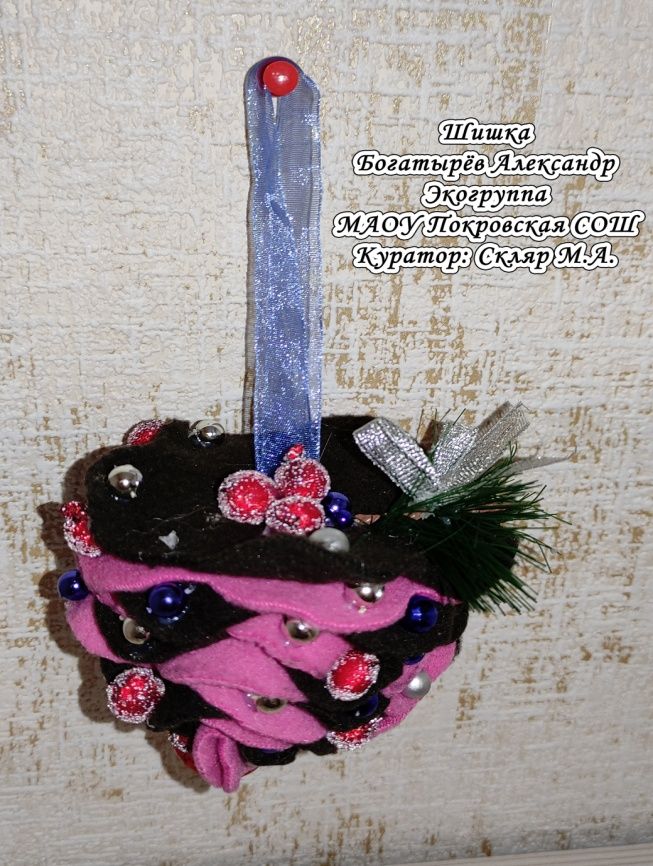 Шишка
Богатырёв Александр
Экогруппа
МАОУ Покровская СОШ
Куратор: Скляр М.А.